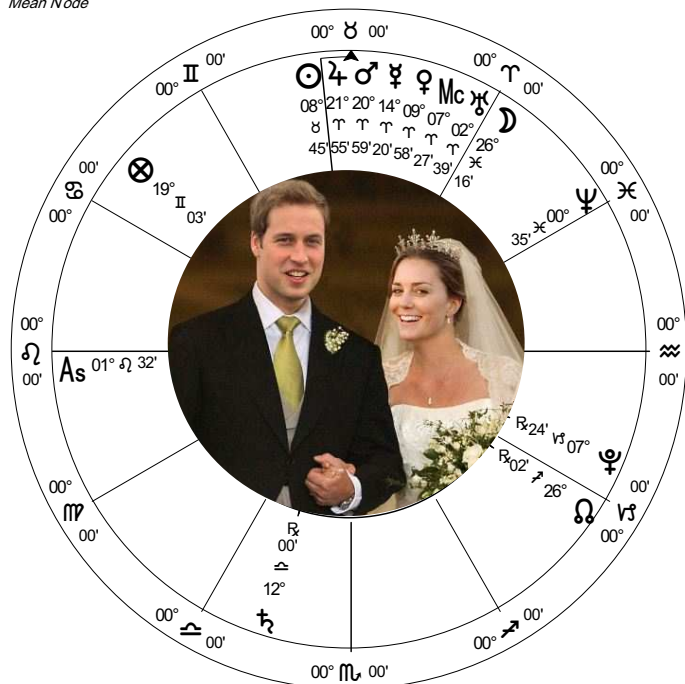 Mean Node
00° ♉ 00'
00° ♊ 00'
00° ♈ 00'
☉ 08° ♉ 45'
♃ 21° ♈ 55'
♂ 20° ♈ 59'
☿ 14° ♈ 20'
♀ 09° ♈ 58'
Mc 07° ♈ 27'
♅ 02° ♈ 39'
☽ 26° ♓ 16'
⊗ 19° ♊ 03'
♆ 00° ♓ 35'
00° ♋ 00'
00° ♓ 00'
00° ♌ 00'
As 01° ♌ 32'
00° ♒ 00'
♇ 07° ♑ 24' ℞
☊ 26° ♐ 02' ℞
00° ♍ 00'
00° ♑ 00'
℞
00'
♎
12°
♄
00° ♎ 00'
00° ♐ 00'
00° ♏ 00'